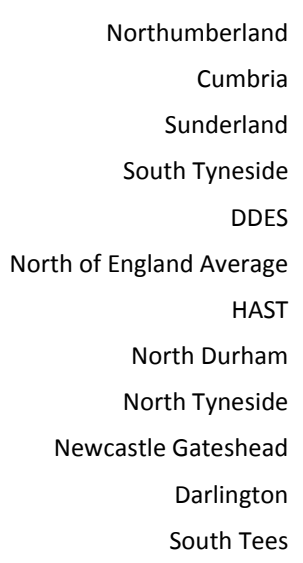 Northumberland
Cumbria
Sunderland
South Tyneside
DDES
North of England Average
HAST
North Durham
North Tyneside
Newcastle Gateshead
Darlington
South Tees